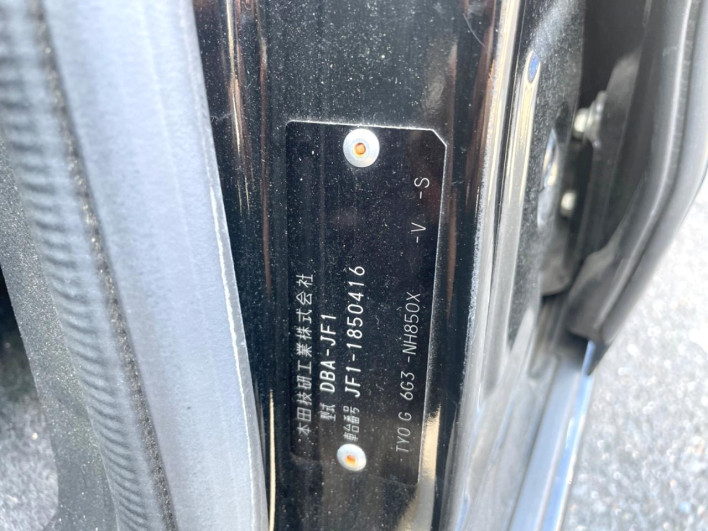 本田技研工業株式会社
型式 DBA-JF1
車台番号 JF1-1850416
TYO G 6G3 -NH850X -V -S